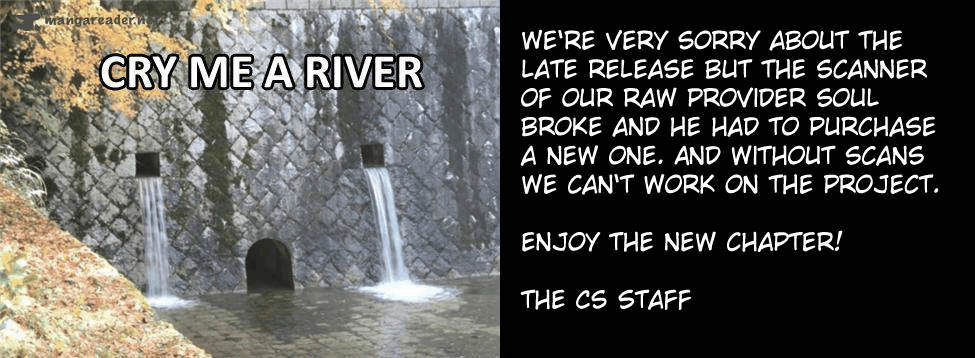 mangareader.net
CRY ME A RIVER
WE'RE VERY SORRY ABOUT THE
LATE RELEASE BUT THE SCANNER
OF OUR RAW PROVIDER SOUL
BROKE AND HE HAD TO PURCHASE
A NEW ONE. AND WITHOUT SCANS
WE CAN'T WORK ON THE PROJECT.
ENJOY THE NEW CHAPTER!
THE CS STAFF